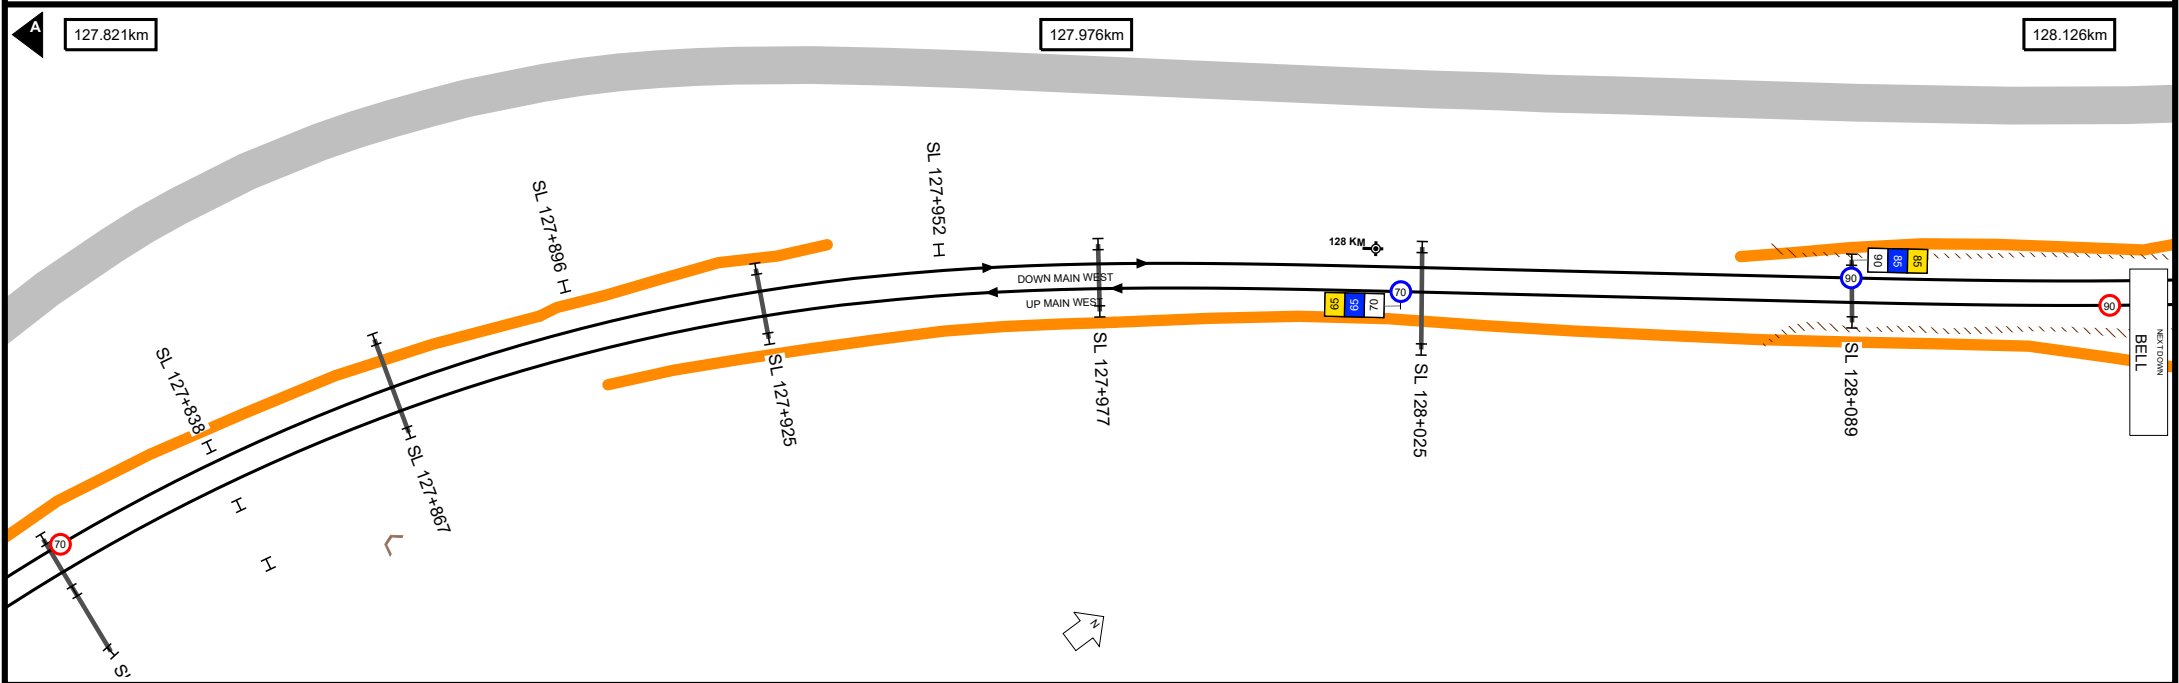 A
127.821km
127.976km
128.126km
SL 127+952
SL 127+896
128 KM
DOWN MAIN WEST
UP MAIN WEST
65 65 70
70
90
90 85 85
90
NEXT DOWN
BELL
SL 127+838
SL 127+867
SL 127+925
SL 127+977
SL 128+025
SL 128+089
70
N